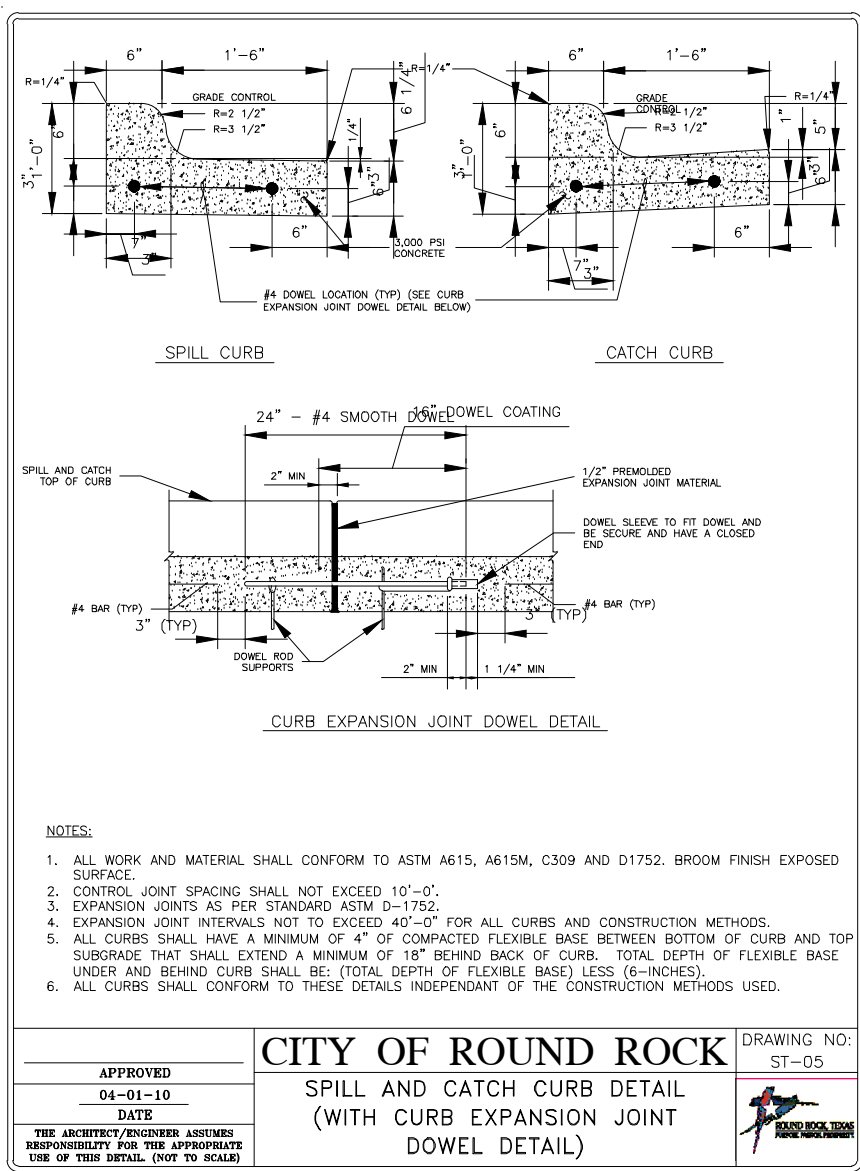 6" 1'-6" 6" 1'-6"
R=1/4" R=1/4" R=1/4"
GRADE CONTROL
R=2 1/2"
R=3 1/2"
6"
1'-0"
3"
6 1/4"
1/4"
3"
6"
6"
7"
3"
GRADE
CONTROL
R=2 1/2"
R=3 1/2"
6"
1'-0"
3"
1"
5"
3"
6"
6"
7"
3"
3,000 PSI
CONCRETE
#4 DOWEL LOCATION (TYP) (SEE CURB
EXPANSION JOINT DOWEL DETAIL BELOW)
SPILL CURB
CATCH CURB
24" - #4 SMOOTH DOWEL
16" DOWEL COATING
2" MIN
SPILL AND CATCH
TOP OF CURB
1/2" PREMOLDED
EXPANSION JOINT MATERIAL
DOWEL SLEEVE TO FIT DOWEL AND
BE SECURE AND HAVE A CLOSED
END
#4 BAR (TYP)
3" (TYP)
#4 BAR (TYP)
3" (TYP)
DOWEL ROD
SUPPORTS
2" MIN
1 1/4" MIN
CURB EXPANSION JOINT DOWEL DETAIL
NOTES:
1. ALL WORK AND MATERIAL SHALL CONFORM TO ASTM A615, A615M, C309 AND D1752. BROOM FINISH EXPOSED
SURFACE.
2. CONTROL JOINT SPACING SHALL NOT EXCEED 10'-0'.
3. EXPANSION JOINTS AS PER STANDARD ASTM D-1752.
4. EXPANSION JOINT INTERVALS NOT TO EXCEED 40'-0" FOR ALL CURBS AND CONSTRUCTION METHODS.
5. ALL CURBS SHALL HAVE A MINIMUM OF 4" OF COMPACTED FLEXIBLE BASE BETWEEN BOTTOM OF CURB AND TOP
SUBGRADE THAT SHALL EXTEND A MINIMUM OF 18" BEHIND BACK OF CURB. TOTAL DEPTH OF FLEXIBLE BASE
UNDER AND BEHIND CURB SHALL BE: (TOTAL DEPTH OF FLEXIBLE BASE) LESS (6-INCHES).
6. ALL CURBS SHALL CONFORM TO THESE DETAILS INDEPENDANT OF THE CONSTRUCTION METHODS USED.
APPROVED
04-01-10
DATE
THE ARCHITECT/ENGINEER ASSUMES
RESPONSIBILITY FOR THE APPROPRIATE
USE OF THIS DETAIL. (NOT TO SCALE)
CITY OF ROUND ROCK
SPILL AND CATCH CURB DETAIL
(WITH CURB EXPANSION JOINT
DOWEL DETAIL)
DRAWING NO:
ST-05
ROUND ROCK, TEXAS
PURPOSE. PASSION. PROSPERITY.